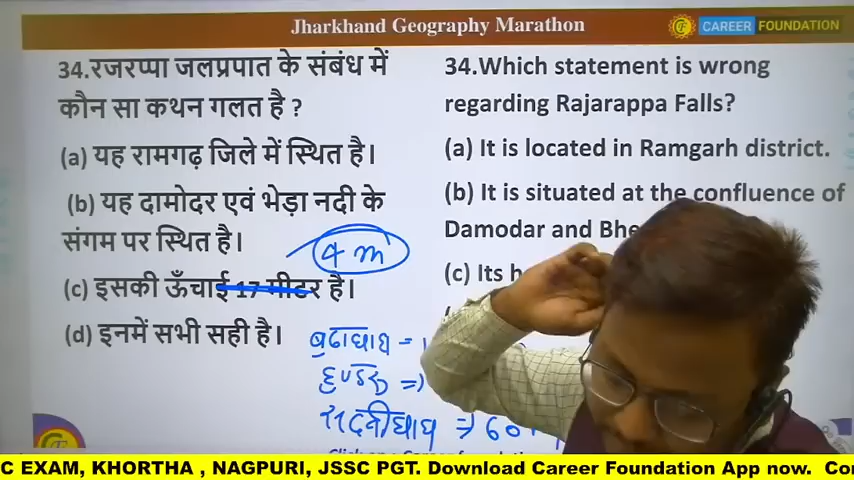 Jharkhand Geography Marathon
CAREER FOUNDATION
34.रजरप्पा जलप्रपात के संबंध में
कौन सा कथन गलत है ?
(a) यह रामगढ़ जिले में स्थित है।
(b) यह दामोदर एवं भेड़ा नदी के
संगम पर स्थित है।
4 m
(c) इसकी ऊँचाई 17 मीटर है।
(d) इनमें सभी सही है।
34.Which statement is wrong
regarding Rajarappa Falls?
(a) It is located in Ramgarh district.
(b) It is situated at the confluence of
Damodar and
(c) Its
C EXAM, KHORTHA , NAGPURI, JSSC PGT. Download Career Foundation App now.